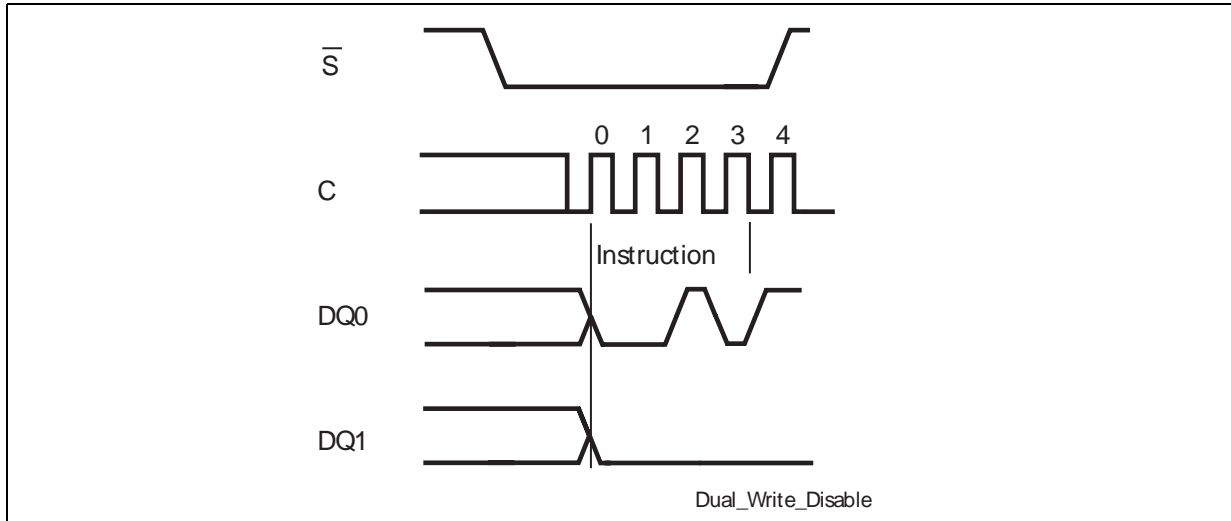 S̅
0 1 2 3 4
C
Instruction
DQ0
DQ1
Dual_Write_Disable